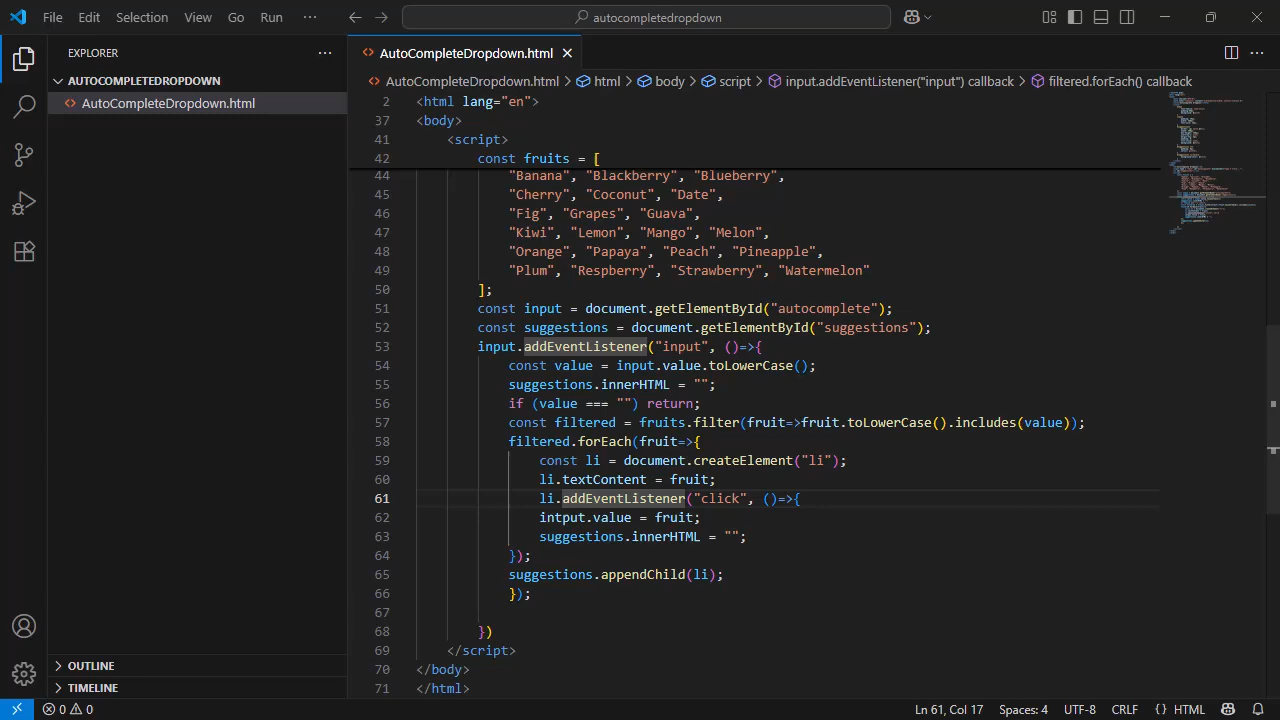 File Edit Selection View Go Run ··· autocompletedropdown
EXPLORER ···
AUTOCOMPLETEDROPDOWN
AutoCompleteDropdown.html
AutoCompleteDropdown.html
AutoCompleteDropdown.html > html > body > script > input.addEventListener("input") callback > filtered.forEach() callback
2 <html lang="en">
37 <body>
41 <script>
42 const fruits = [
44 "Banana", "Blackberry", "Blueberry",
45 "Cherry", "Coconut", "Date",
46 "Fig", "Grapes", "Guava",
47 "Kiwi", "Lemon", "Mango", "Melon",
48 "Orange", "Papaya", "Peach", "Pineapple",
49 "Plum", "Respberry", "Strawberry", "Watermelon"
50 ];
51 const input = document.getElementById("autocomplete");
52 const suggestions = document.getElementById("suggestions");
53 input.addEventListener("input", ()=>{
54 const value = input.value.toLowerCase();
55 suggestions.innerHTML = "";
56 if (value === "") return;
57 const filtered = fruits.filter(fruit=>fruit.toLowerCase().includes(value));
58 filtered.forEach(fruit=>{
59 const li = document.createElement("li");
60 li.textContent = fruit;
61 li.addEventListener("click", ()=>{
62 intput.value = fruit;
63 suggestions.innerHTML = "";
64 });
65 suggestions.appendChild(li);
66 });
67
68 })
69 </script>
70 </body>
71 </html>
OUTLINE
TIMELINE
0 0 Ln 61, Col 17 Spaces: 4 UTF-8 CRLF {} HTML